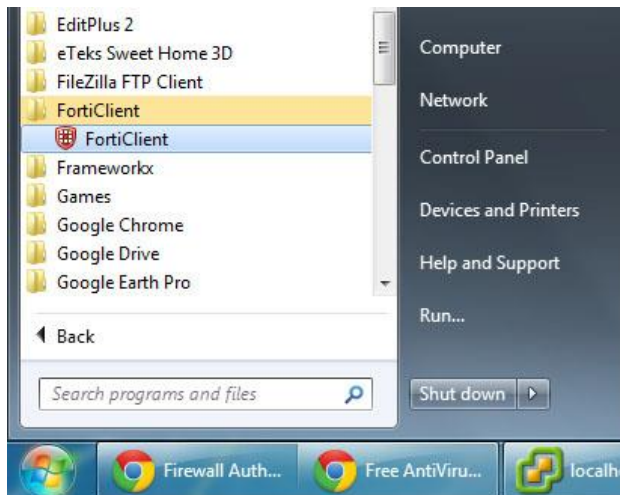 EditPlus 2
eTeks Sweet Home 3D
FileZilla FTP Client
FortiClient
FortiClient
Frameworkx
Games
Google Chrome
Google Drive
Google Earth Pro
Back
Search programs and files
Computer
Network
Control Panel
Devices and Printers
Help and Support
Run...
Shut down
Firewall Auth...
Free AntiViru...
localh